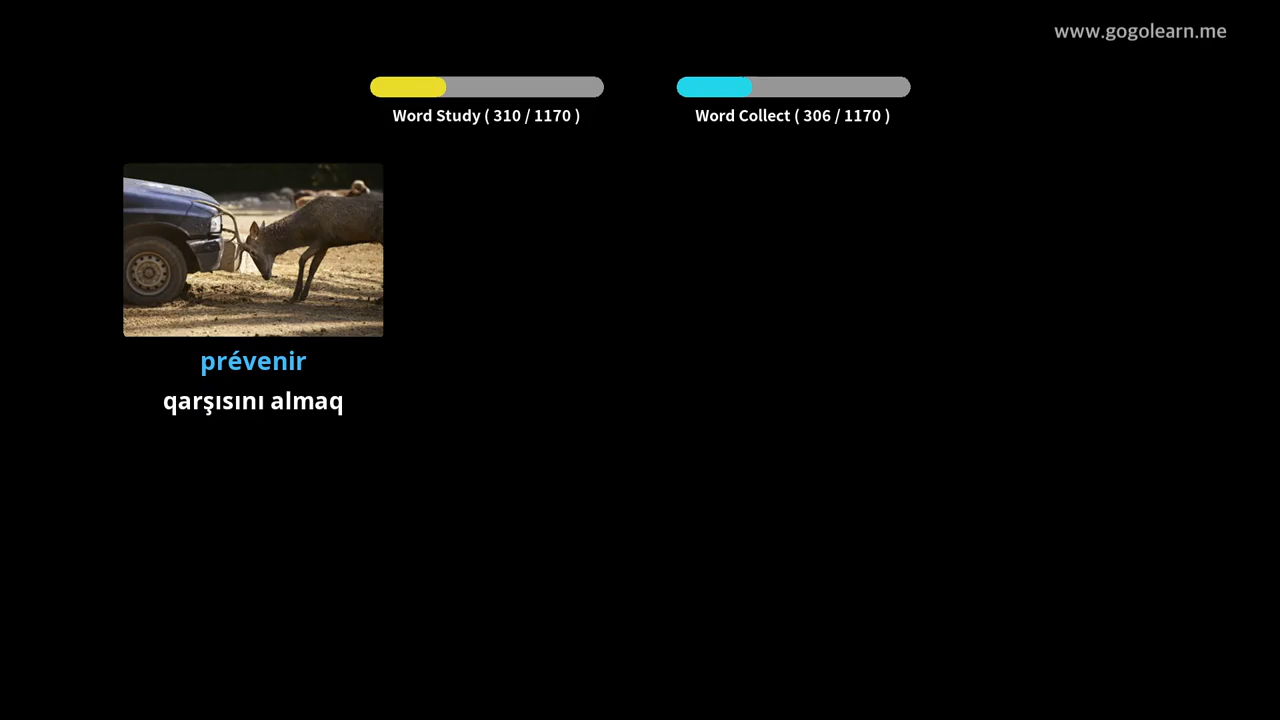 www.gogolearn.me
Word Study ( 310 / 1170 )
Word Collect ( 306 / 1170 )
prévenir
qarşısını almaq